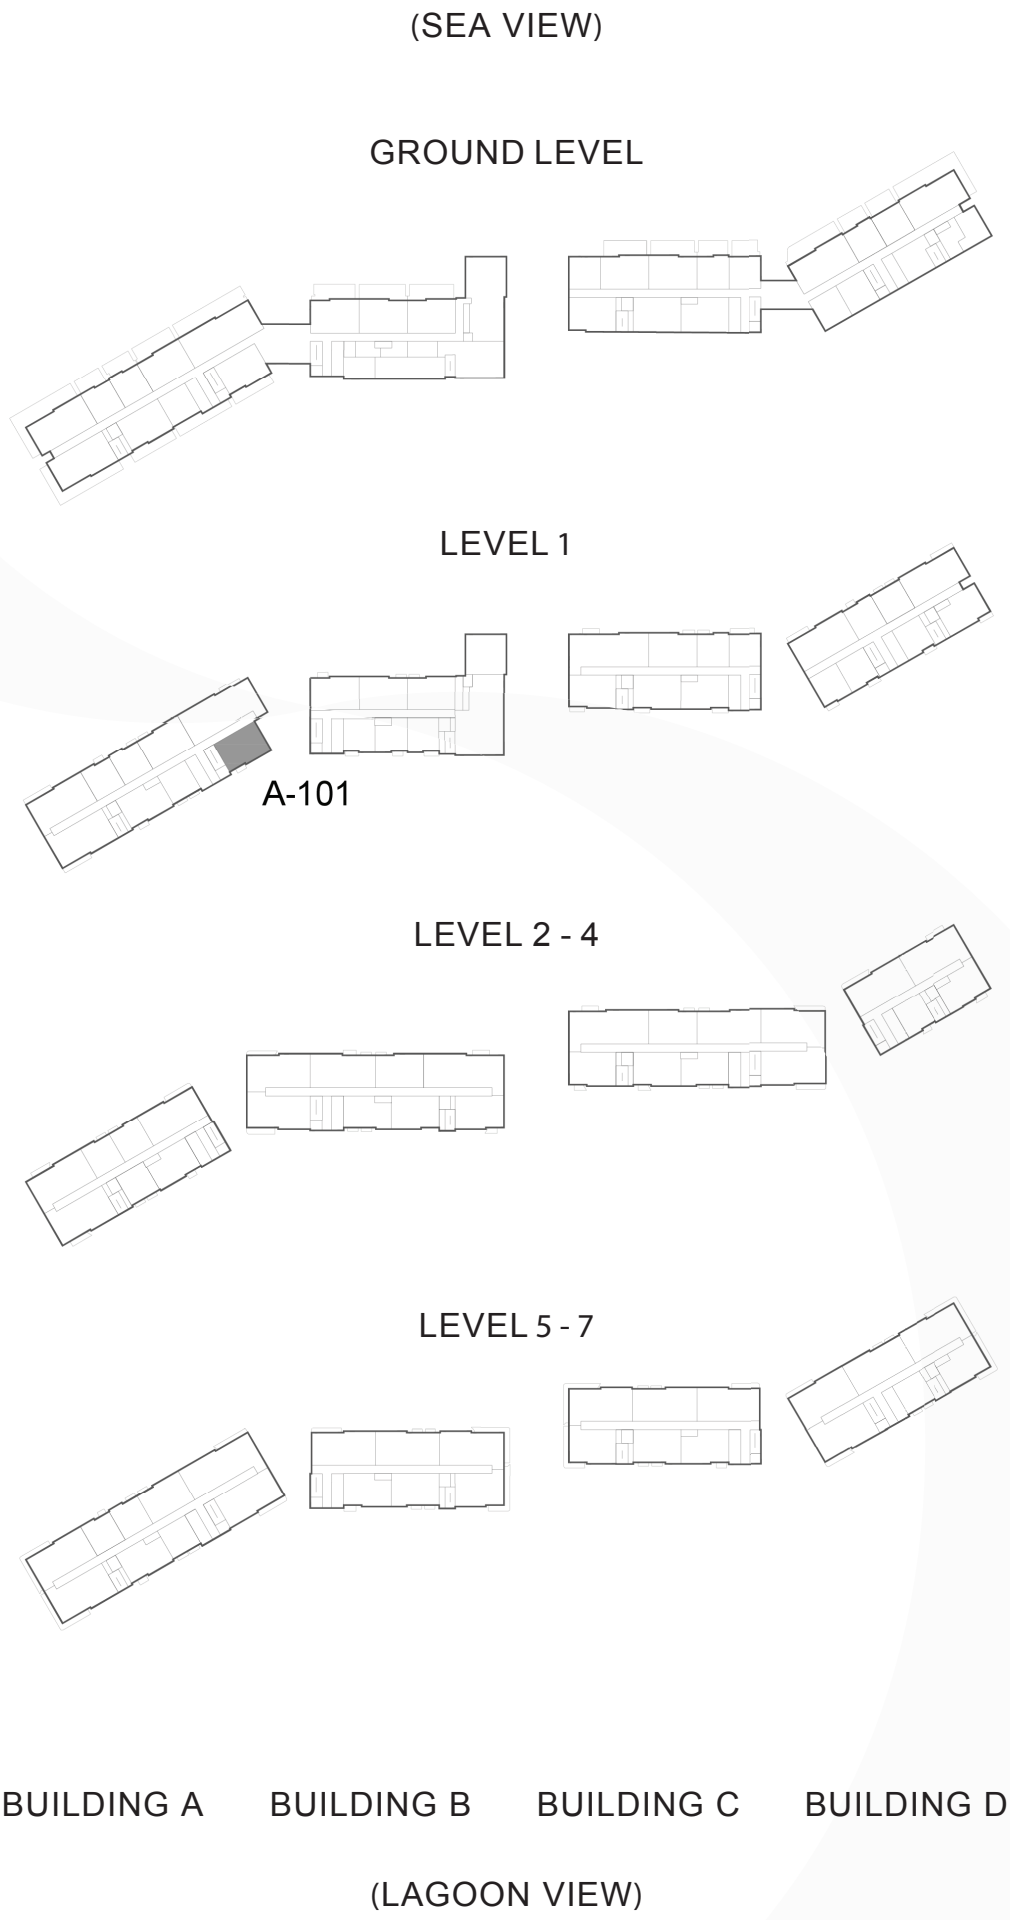 (SEA VIEW)
GROUND LEVEL
LEVEL 1
A-101
LEVEL 2 - 4
LEVEL 5 - 7
BUILDING A BUILDING B BUILDING C BUILDING D
(LAGOON VIEW)